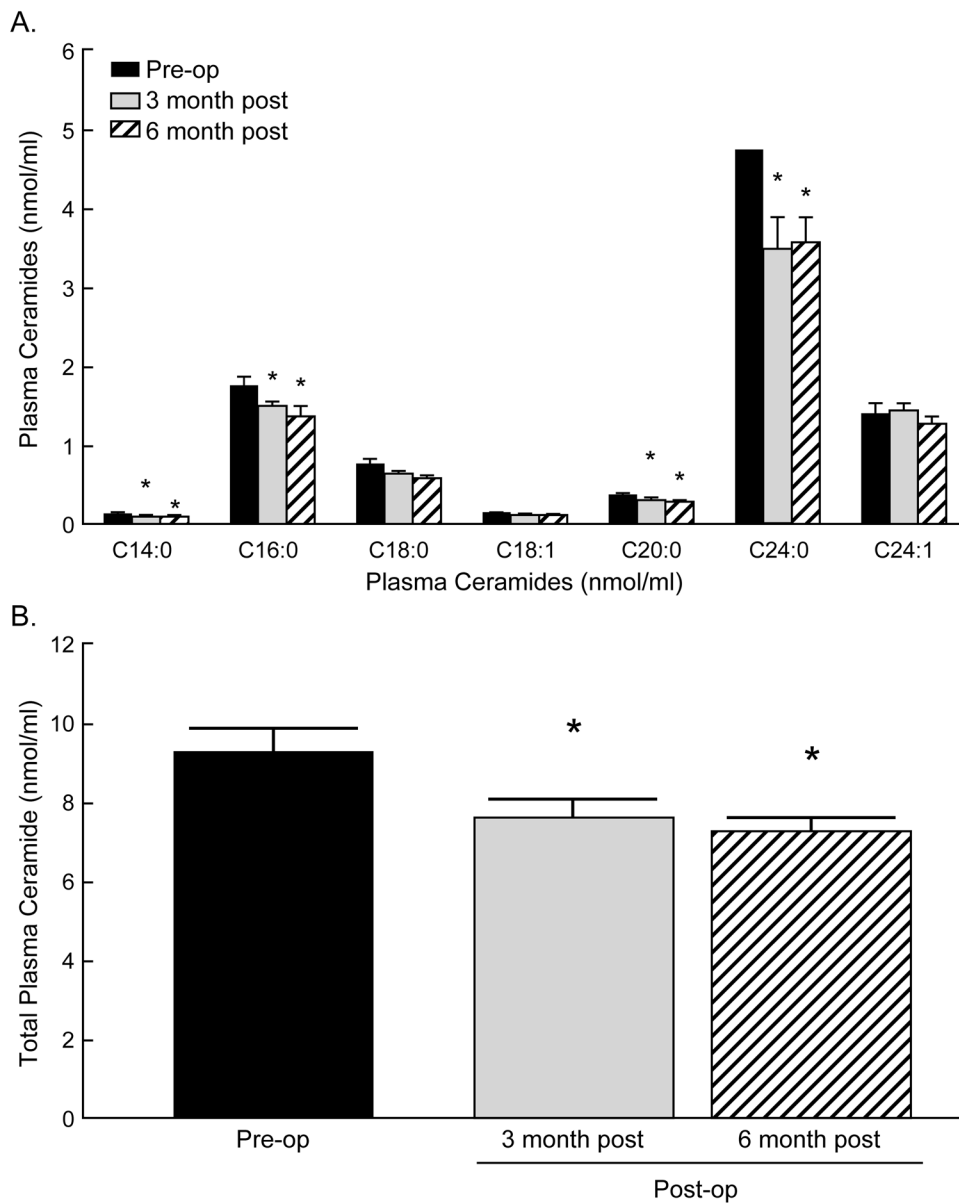 A.
Plasma Ceramides (nmol/ml)
6
5
4
3
2
1
0
Pre-op
3 month post
6 month post
* * * * * * * *
C14:0 C16:0 C18:0 C18:1 C20:0 C24:0 C24:1
Plasma Ceramides (nmol/ml)
B.
Total Plasma Ceramide (nmol/ml)
12
10
8
6
4
2
0
* *
Pre-op 3 month post 6 month post
Post-op